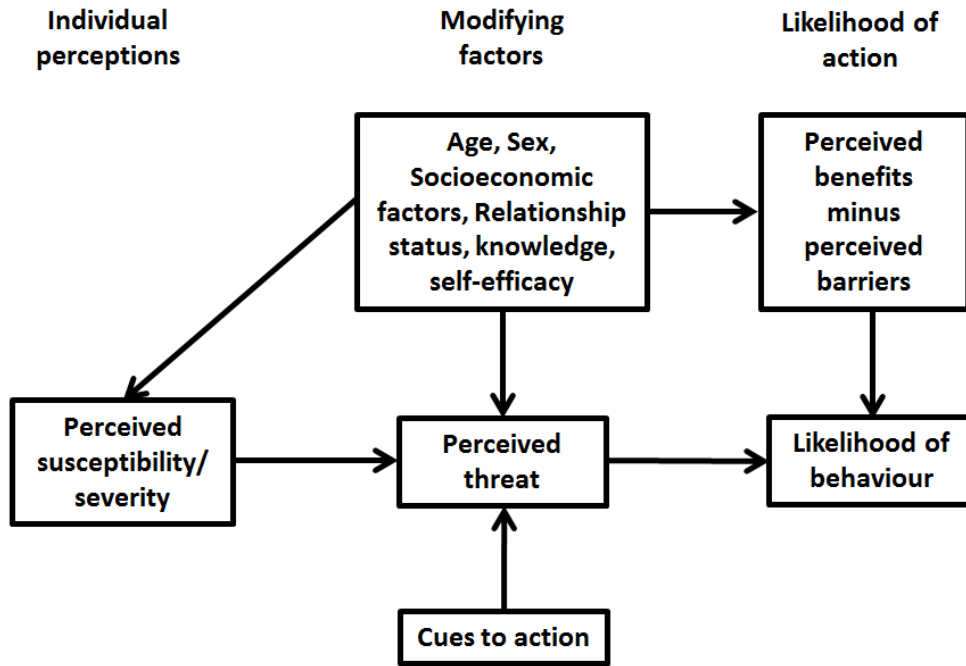 Individual
perceptions
Modifying
factors
Likelihood of
action
Age, Sex,
Socioeconomic
factors, Relationship
status, knowledge,
self-efficacy
Perceived
benefits
minus
perceived
barriers
Perceived
susceptibility/
severity
Perceived
threat
Likelihood of
behaviour
Cues to action